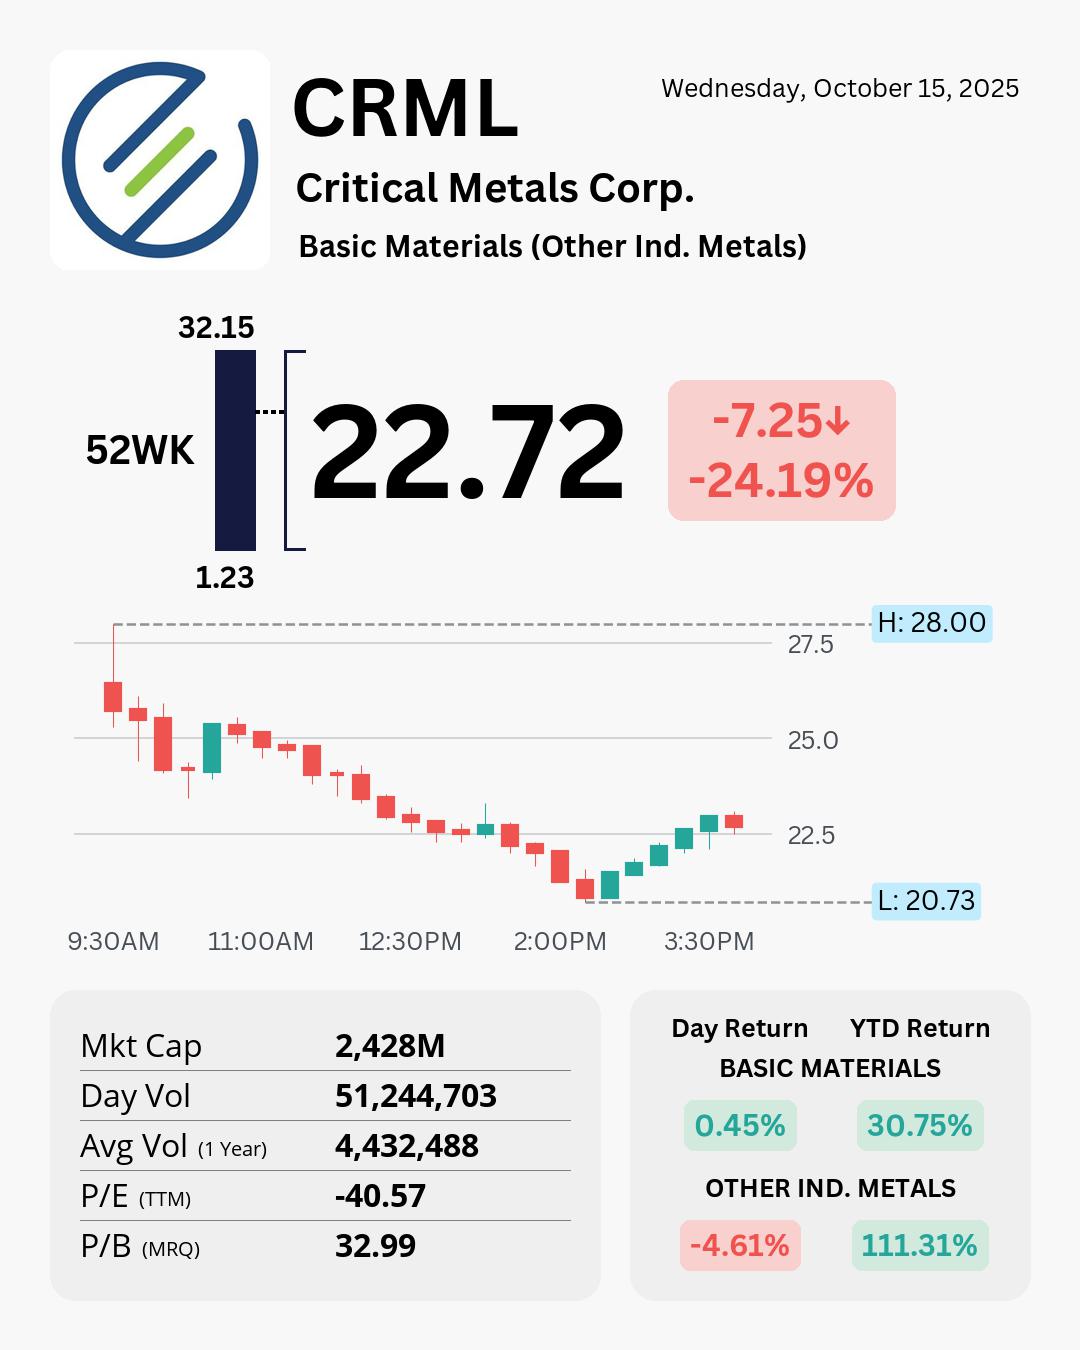 CRML
Wednesday, October 15, 2025
Critical Metals Corp.
Basic Materials (Other Ind. Metals)
32.15
52WK
1.23
22.72
-7.25↓
-24.19%
H: 28.00
27.5
25.0
22.5
L: 20.73
9:30AM 11:00AM 12:30PM 2:00PM 3:30PM
Mkt Cap 2,428M
Day Vol 51,244,703
Avg Vol (1 Year) 4,432,488
P/E (TTM) -40.57
P/B (MRQ) 32.99
Day Return YTD Return
BASIC MATERIALS
0.45% 30.75%
OTHER IND. METALS
-4.61% 111.31%